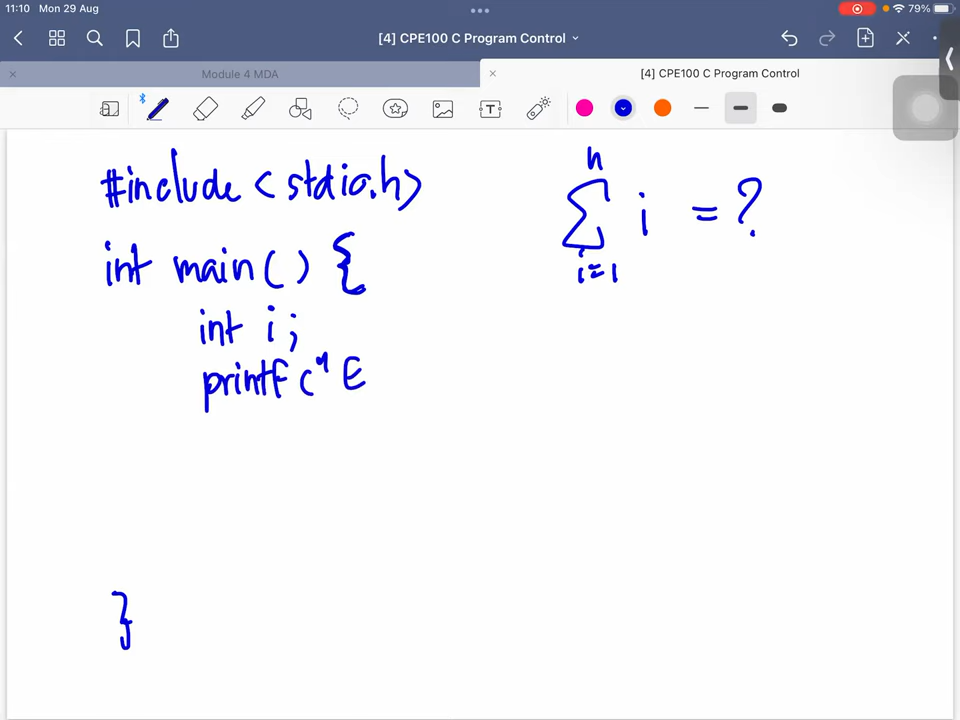 11:10 Mon 29 Aug
79%
[4] CPE100 C Program Control
Module 4 MDA
[4] CPE100 C Program Control
#include <stdio.h>
int main() {
int i;
printf ("E
}
n
∑ i = ?
i=1